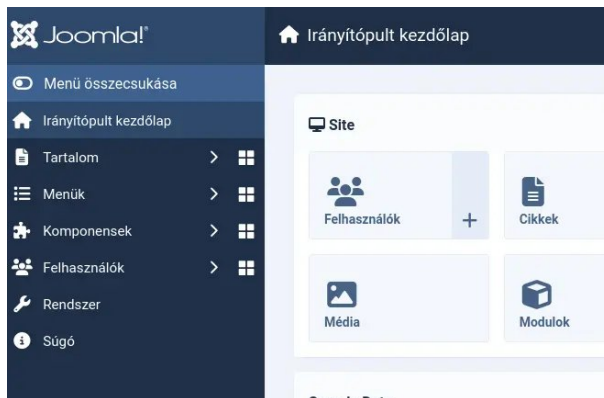 Joomla!
Irányítópult kezdőlap
Menü összecsukása
Irányítópult kezdőlap
Tartalom
Menük
Komponensek
Felhasználók
Rendszer
Súgó
Site
Felhasználók
Cikkek
Média
Modulok